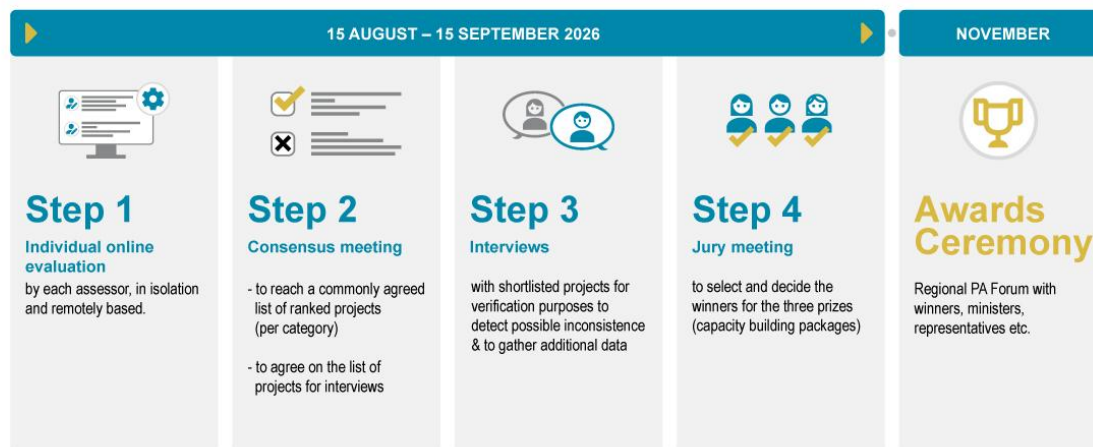 15 AUGUST – 15 SEPTEMBER 2026
NOVEMBER
Step 1
Individual online
evaluation
by each assessor, in isolation
and remotely based.
Step 2
Consensus meeting
- to reach a commonly agreed
list of ranked projects
(per category)
- to agree on the list of
projects for interviews
Step 3
Interviews
with shortlisted projects for
verification purposes to
detect possible inconsistence
& to gather additional data
Step 4
Jury meeting
to select and decide the
winners for the three prizes
(capacity building packages)
Awards
Ceremony
Regional PA Forum with
winners, ministers,
representatives etc.